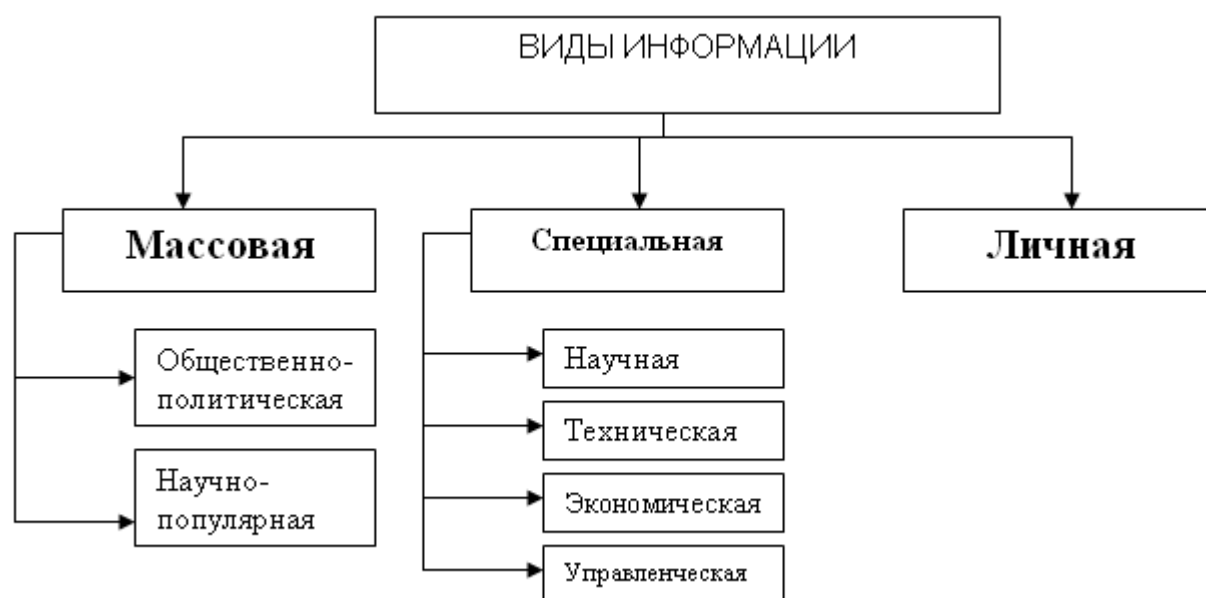 ВИДЫ ИНФОРМАЦИИ
Массовая
Специальная
Личная
Общественно-
политическая
Научно-
популярная
Научная
Техническая
Экономическая
Управленческая